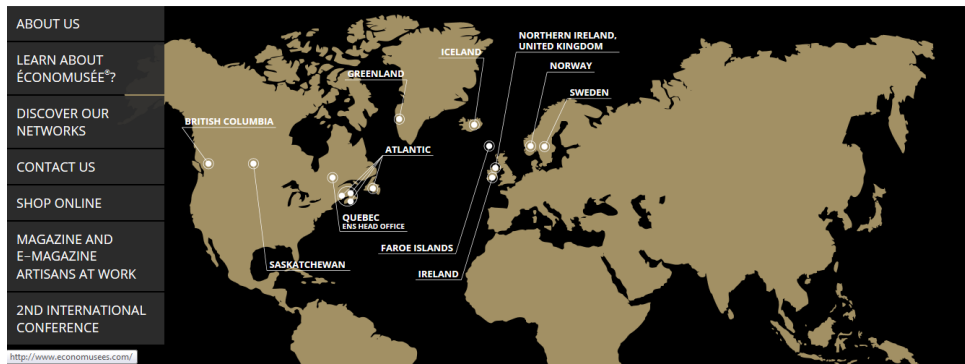 ABOUT US
LEARN ABOUT
ÉCONOMUSÉE®?
DISCOVER OUR
NETWORKS
CONTACT US
SHOP ONLINE
MAGAZINE AND
E-MAGAZINE
ARTISANS AT WORK
2ND INTERNATIONAL
CONFERENCE
http://www.economusees.com/
NORTHERN IRELAND,
UNITED KINGDOM
ICELAND
NORWAY
GREENLAND
SWEDEN
BRITISH COLUMBIA
ATLANTIC
QUEBEC
ENS HEAD OFFICE
FAROE ISLANDS
SASKATCHEWAN
IRELAND